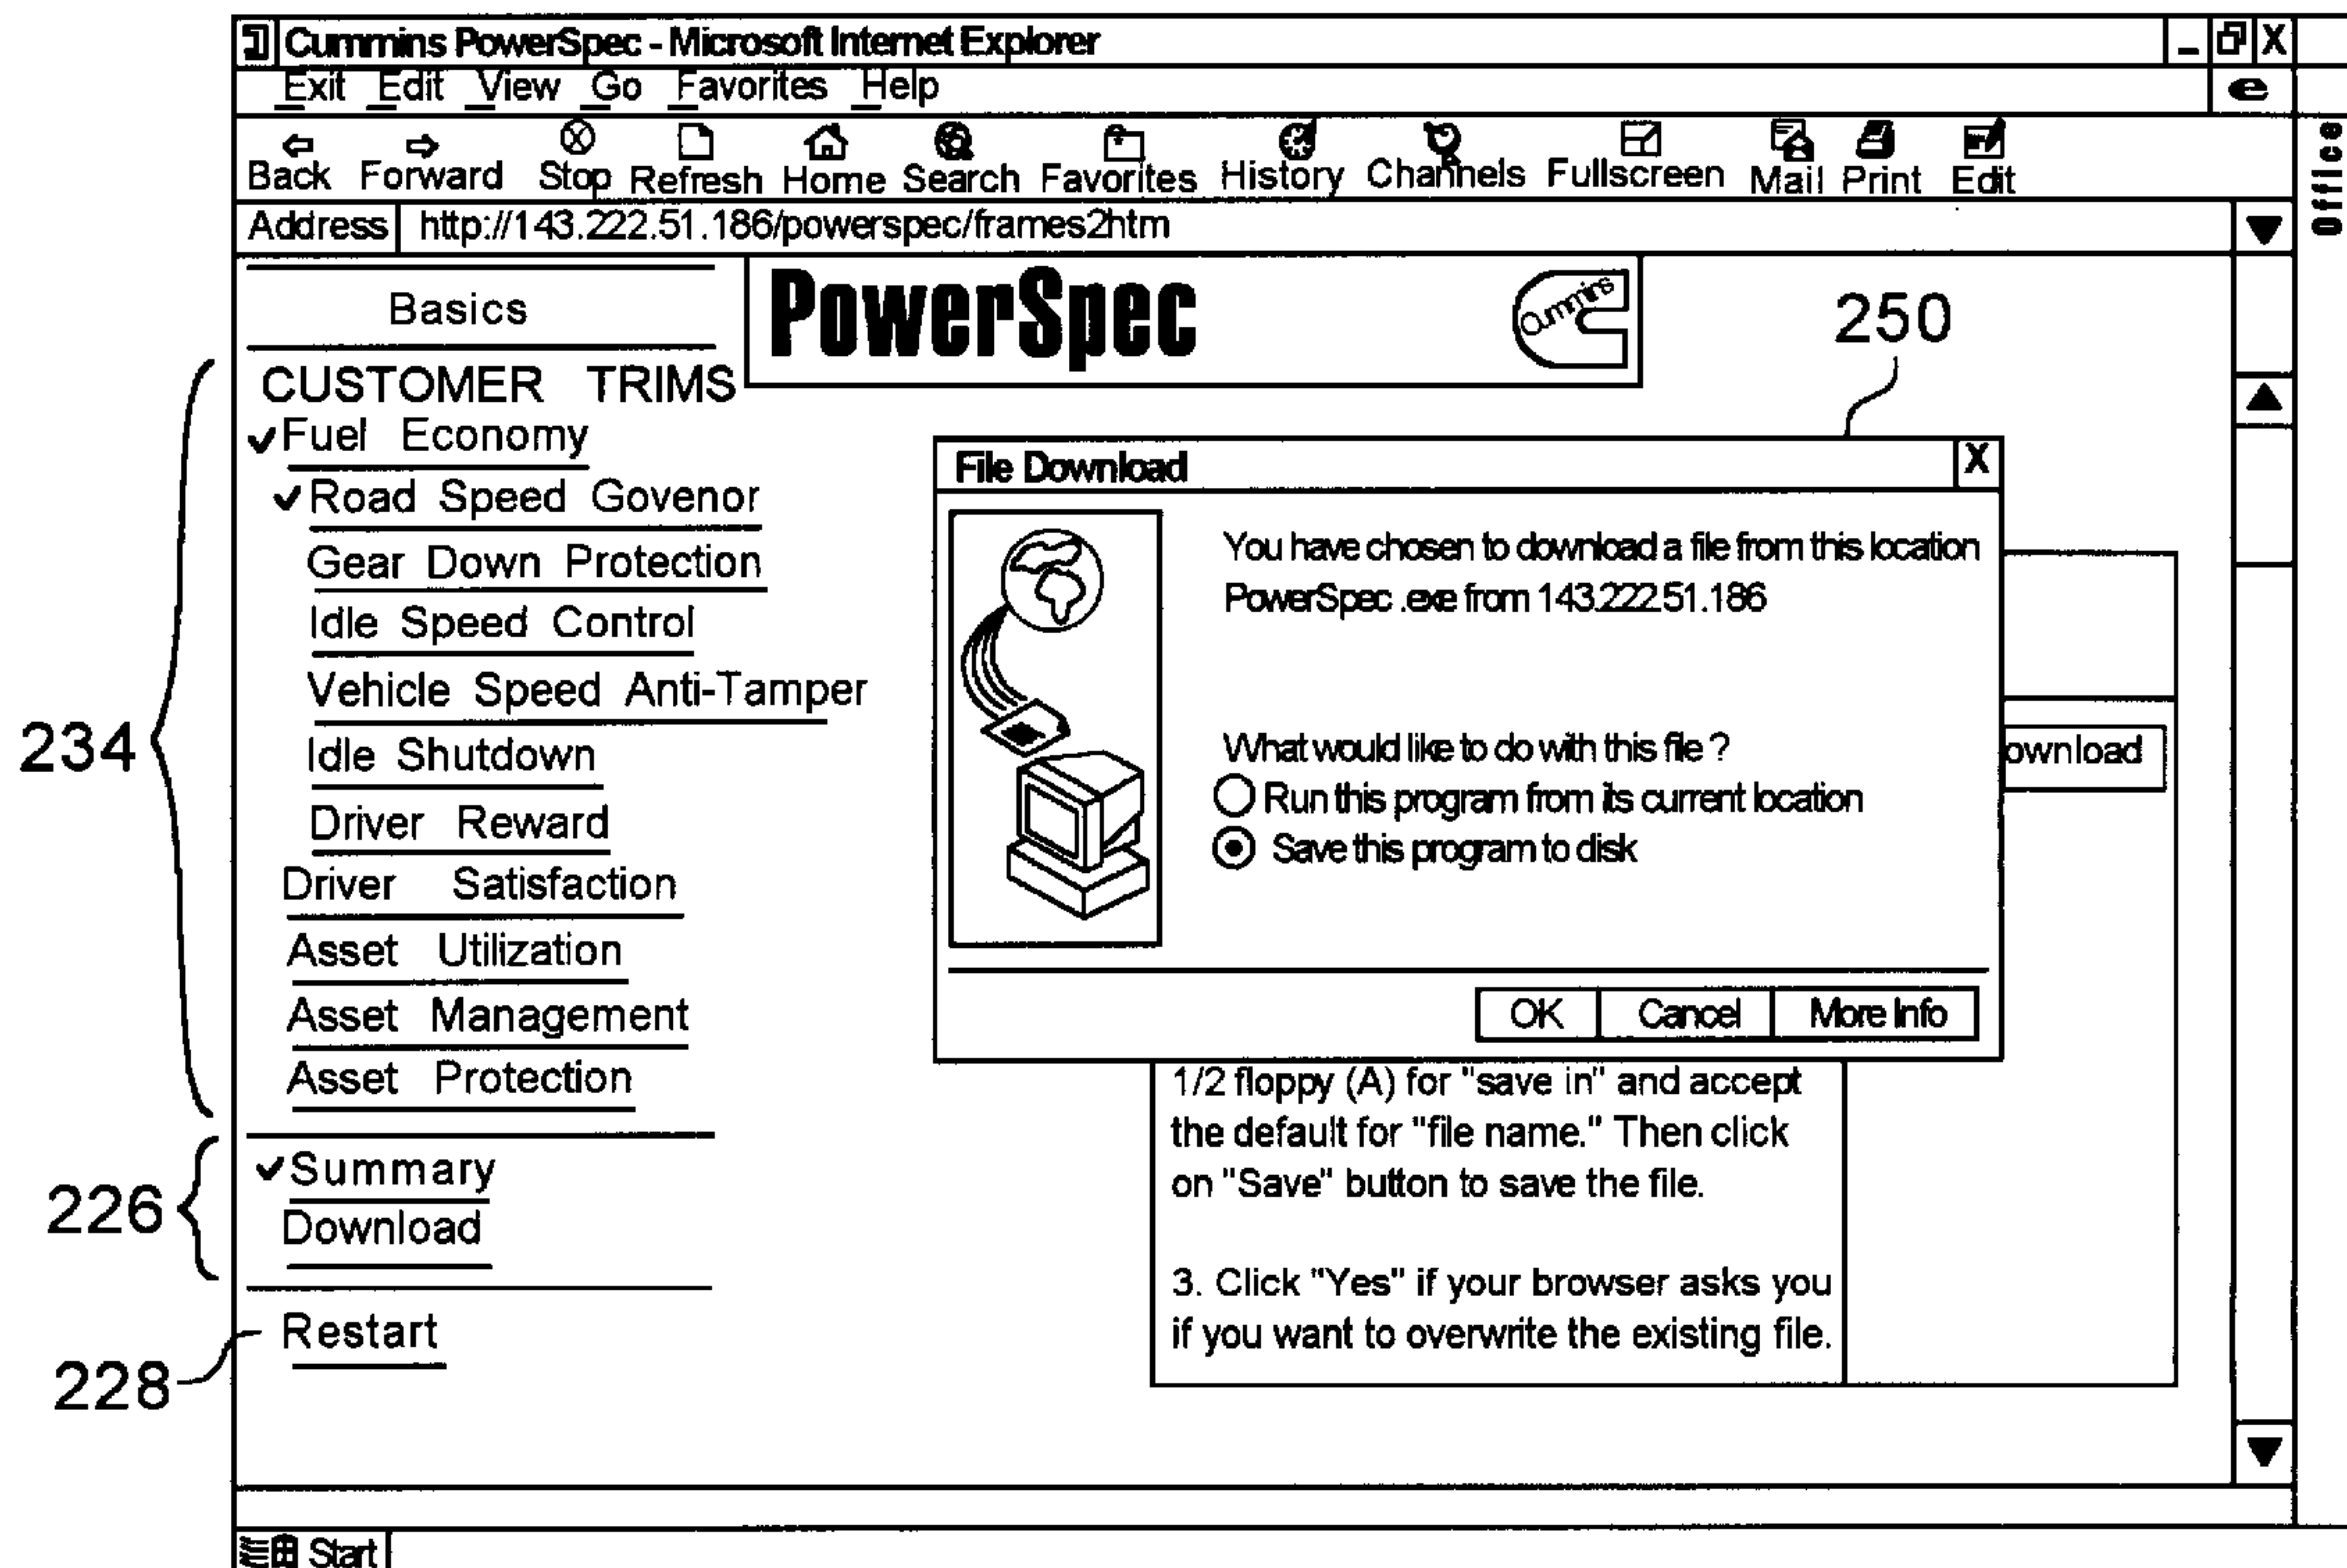 Cummins PowerSpec - Microsoft Internet Explorer
Exit Edit View Go Favorites Help
Back Forward Stop Refresh Home Search Favorites History Channels Fullscreen Mail Print Edit
Office
Address http://143.222.51.186/powerspec/frames2htm
Basics
PowerSpec
Cummins
250
CUSTOMER TRIMS
Fuel Economy
Road Speed Govenor
Gear Down Protection
Idle Speed Control
Vehicle Speed Anti-Tamper
Idle Shutdown
Driver Reward
Driver Satisfaction
Asset Utilization
Asset Management
Asset Protection
234
Summary
Download
226
Restart
228
File Download X
You have chosen to download a file from this location
PowerSpec .exe from 143.222.51.186
What would like to do with this file ?
Run this program from its current location
Save this program to disk
OK Cancel More Info
ownload
1/2 floppy (A) for "save in" and accept
the default for "file name." Then click
on "Save" button to save the file.
3. Click "Yes" if your browser asks you
if you want to overwrite the existing file.
Start